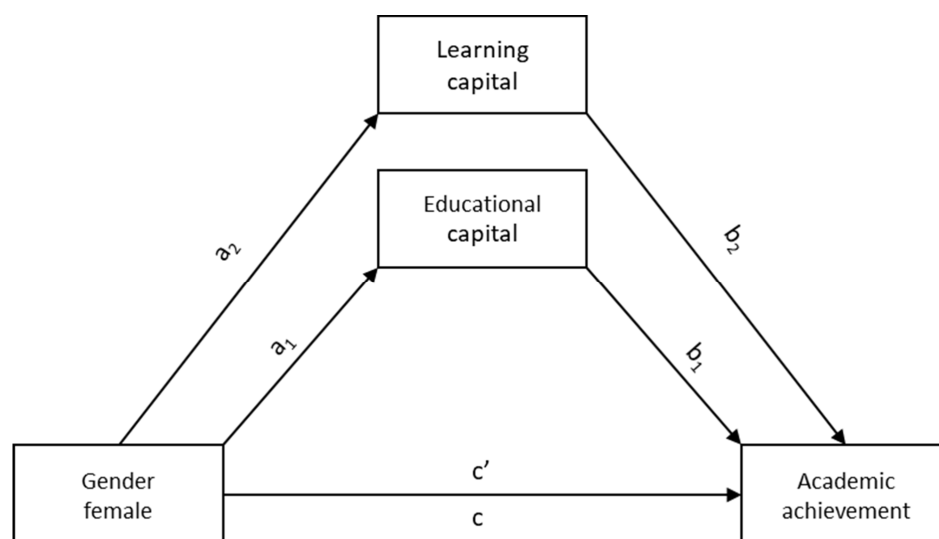 Learning
capital
Educational
capital
a₂
b₂
a₁
b₁
Gender
female
c’
c
Academic
achievement